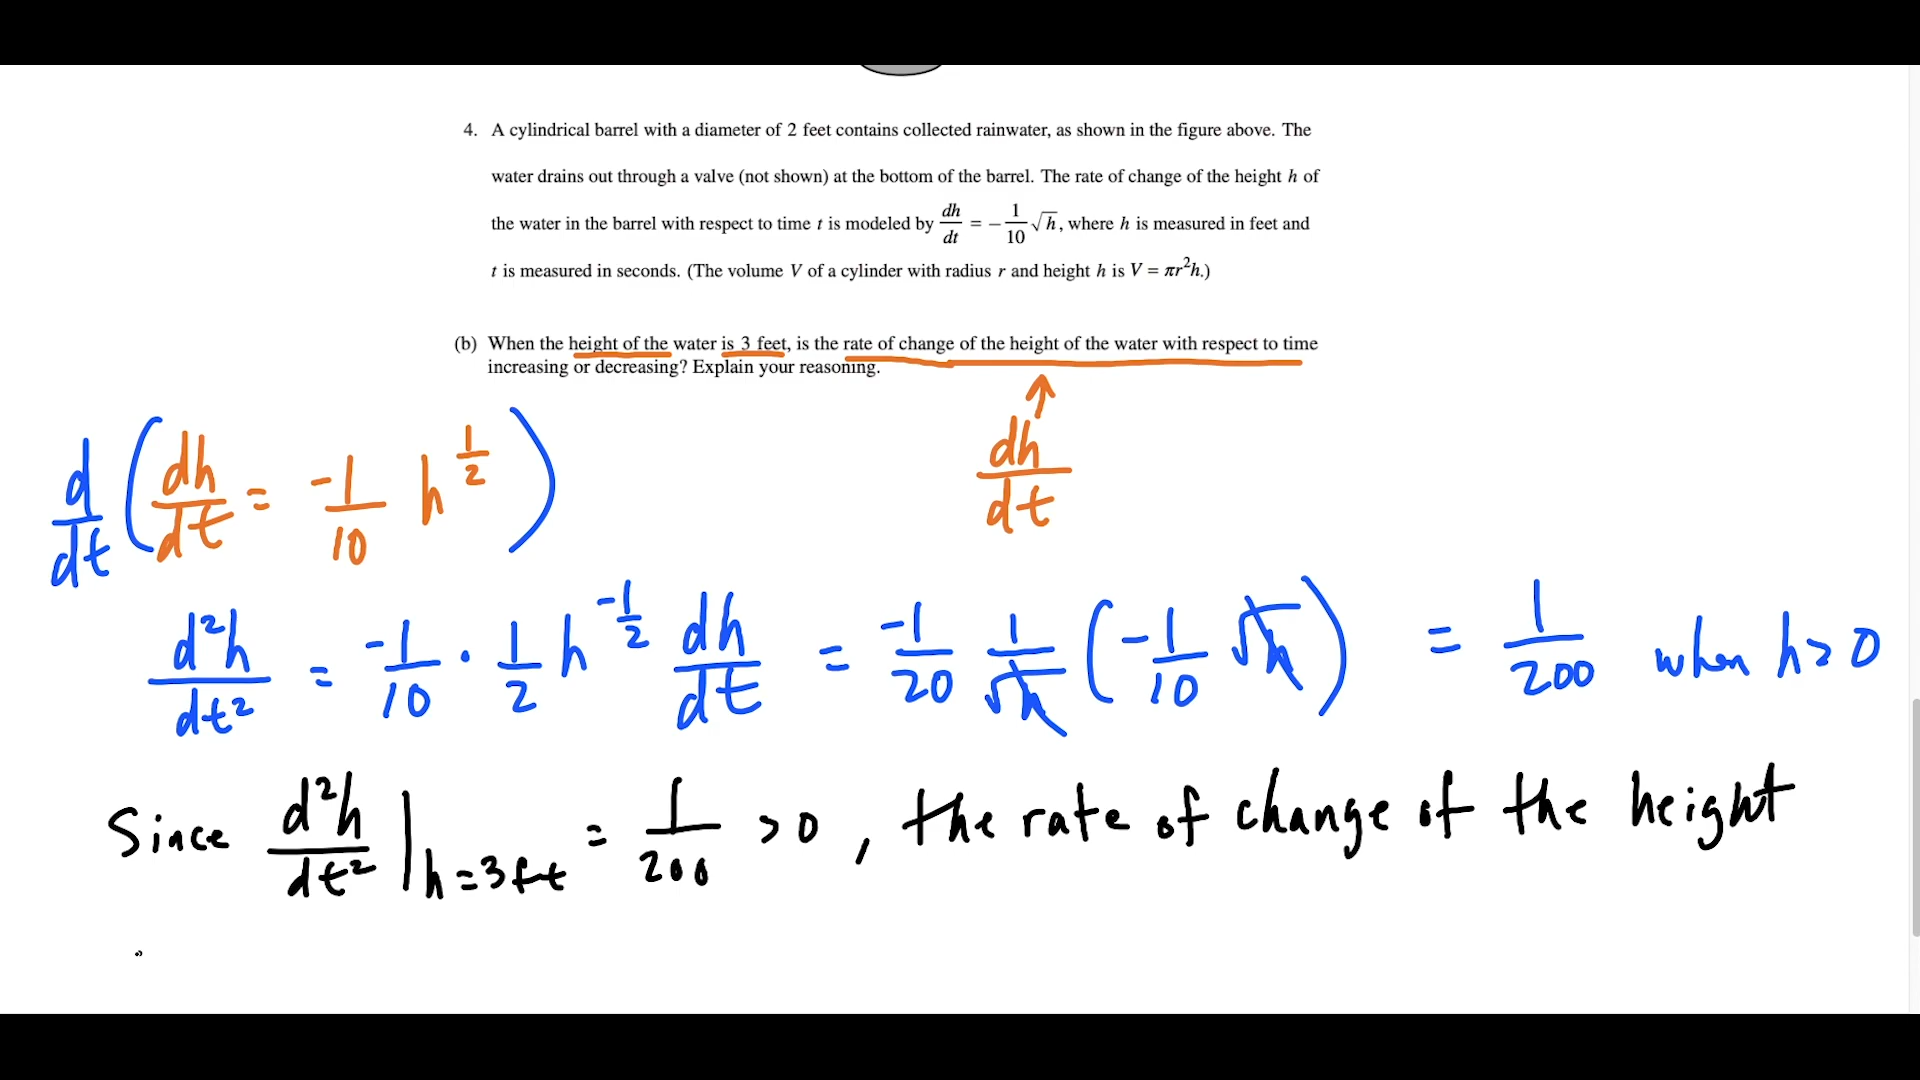 4. A cylindrical barrel with a diameter of 2 feet contains collected rainwater, as shown in the figure above. The
water drains out through a valve (not shown) at the bottom of the barrel. The rate of change of the height h of
the water in the barrel with respect to time t is modeled by dh/dt = −1/10 √h, where h is measured in feet and
t is measured in seconds. (The volume V of a cylinder with radius r and height h is V = πr²h.)
(b) When the height of the water is 3 feet, is the rate of change of the height of the water with respect to time
increasing or decreasing? Explain your reasoning.
dh/dt
d/dt (dh/dt = -1/10 h^(1/2))
d²h/dt² = -1/10 · 1/2 h^(-1/2) dh/dt = -1/20 1/√h (-1/10 √h) = 1/200 when h>0
Since d²h/dt² |h=3ft = 1/200 >0, the rate of change of the height